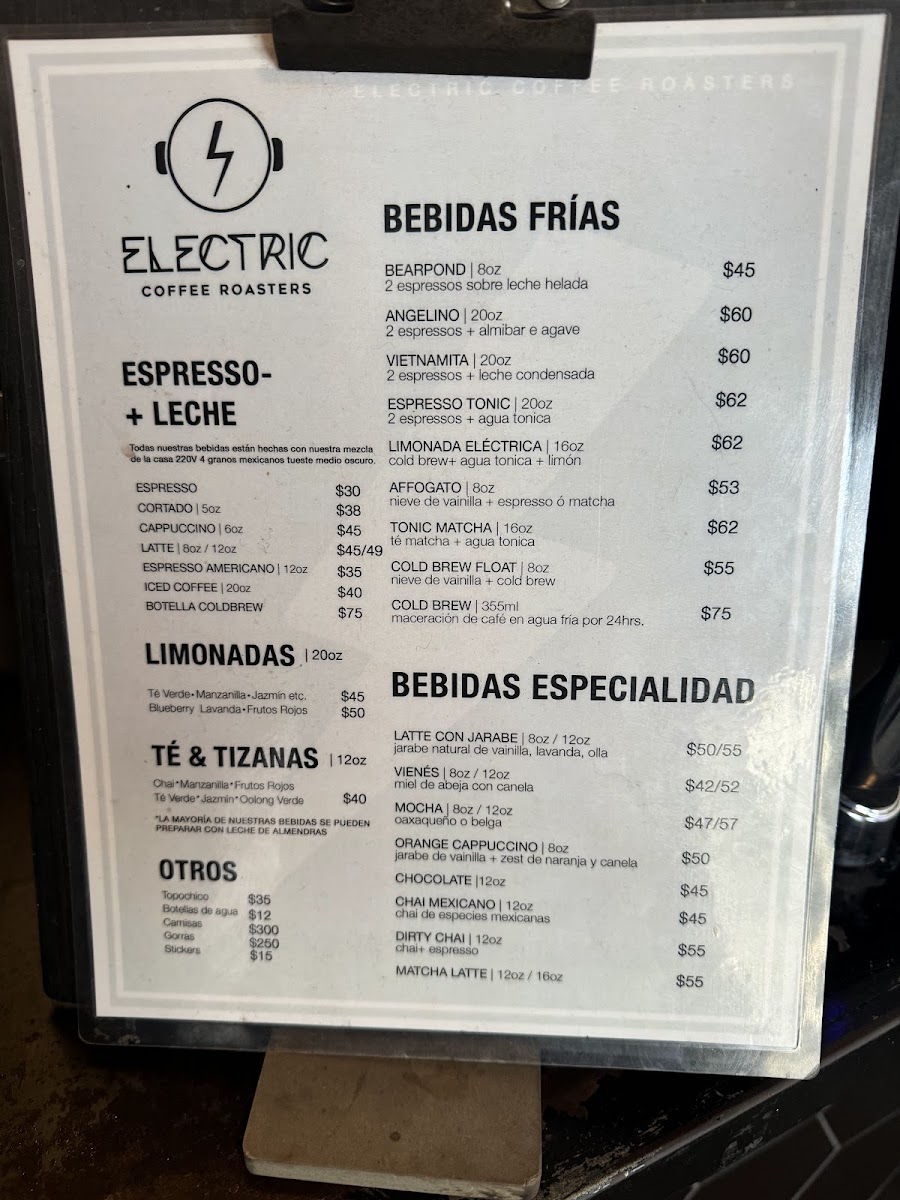 ELECTRIC COFFEE ROASTERS
ELECTRIC
COFFEE ROASTERS
ESPRESSO-
+ LECHE
Todas nuestras bebidas están hechas con nuestra mezcla
de la casa 220V 4 granos mexicanos tueste medio oscuro.
ESPRESSO $30
CORTADO | 5oz $38
CAPPUCCINO | 6oz $45
LATTE | 8oz / 12oz $45/49
ESPRESSO AMERICANO | 12oz $35
ICED COFFEE | 20oz $40
BOTELLA COLDBREW $75
LIMONADAS | 20oz
Té Verde•Manzanilla•Jazmín etc. $45
Blueberry Lavanda•Frutos Rojos $50
TÉ & TIZANAS | 12oz
Chai•Manzanilla•Frutos Rojos
Té Verde•Jazmin•Oolong Verde $40
*LA MAYORÍA DE NUESTRAS BEBIDAS SE PUEDEN
PREPARAR CON LECHE DE ALMENDRAS
OTROS
Topochico $35
Botellas de agua $12
Camisas $300
Gorras $250
Stickers $15
BEBIDAS FRÍAS
BEARPOND | 8oz $45
2 espressos sobre leche helada
ANGELINO | 20oz $60
2 espressos + almibar e agave
VIETNAMITA | 20oz $60
2 espressos + leche condensada
ESPRESSO TONIC | 20oz $62
2 espressos + agua tonica
LIMONADA ELÉCTRICA | 16oz $62
cold brew+ agua tonica + limón
AFFOGATO | 8oz $53
nieve de vainilla + espresso ó matcha
TONIC MATCHA | 16oz $62
té matcha + agua tonica
COLD BREW FLOAT | 8oz $55
nieve de vainilla + cold brew
COLD BREW | 355ml $75
maceración de café en agua fría por 24hrs.
BEBIDAS ESPECIALIDAD
LATTE CON JARABE | 8oz / 12oz $50/55
jarabe natural de vainilla, lavanda, olla
VIENÉS | 8oz / 12oz $42/52
miel de abeja con canela
MOCHA | 8oz / 12oz $47/57
oaxaqueño o belga
ORANGE CAPPUCCINO | 8oz $50
jarabe de vainilla + zest de naranja y canela
CHOCOLATE |12oz $45
CHAI MEXICANO | 12oz $45
chai de especies mexicanas
DIRTY CHAI | 12oz $55
chai+ espresso
MATCHA LATTE | 12oz / 16oz $55